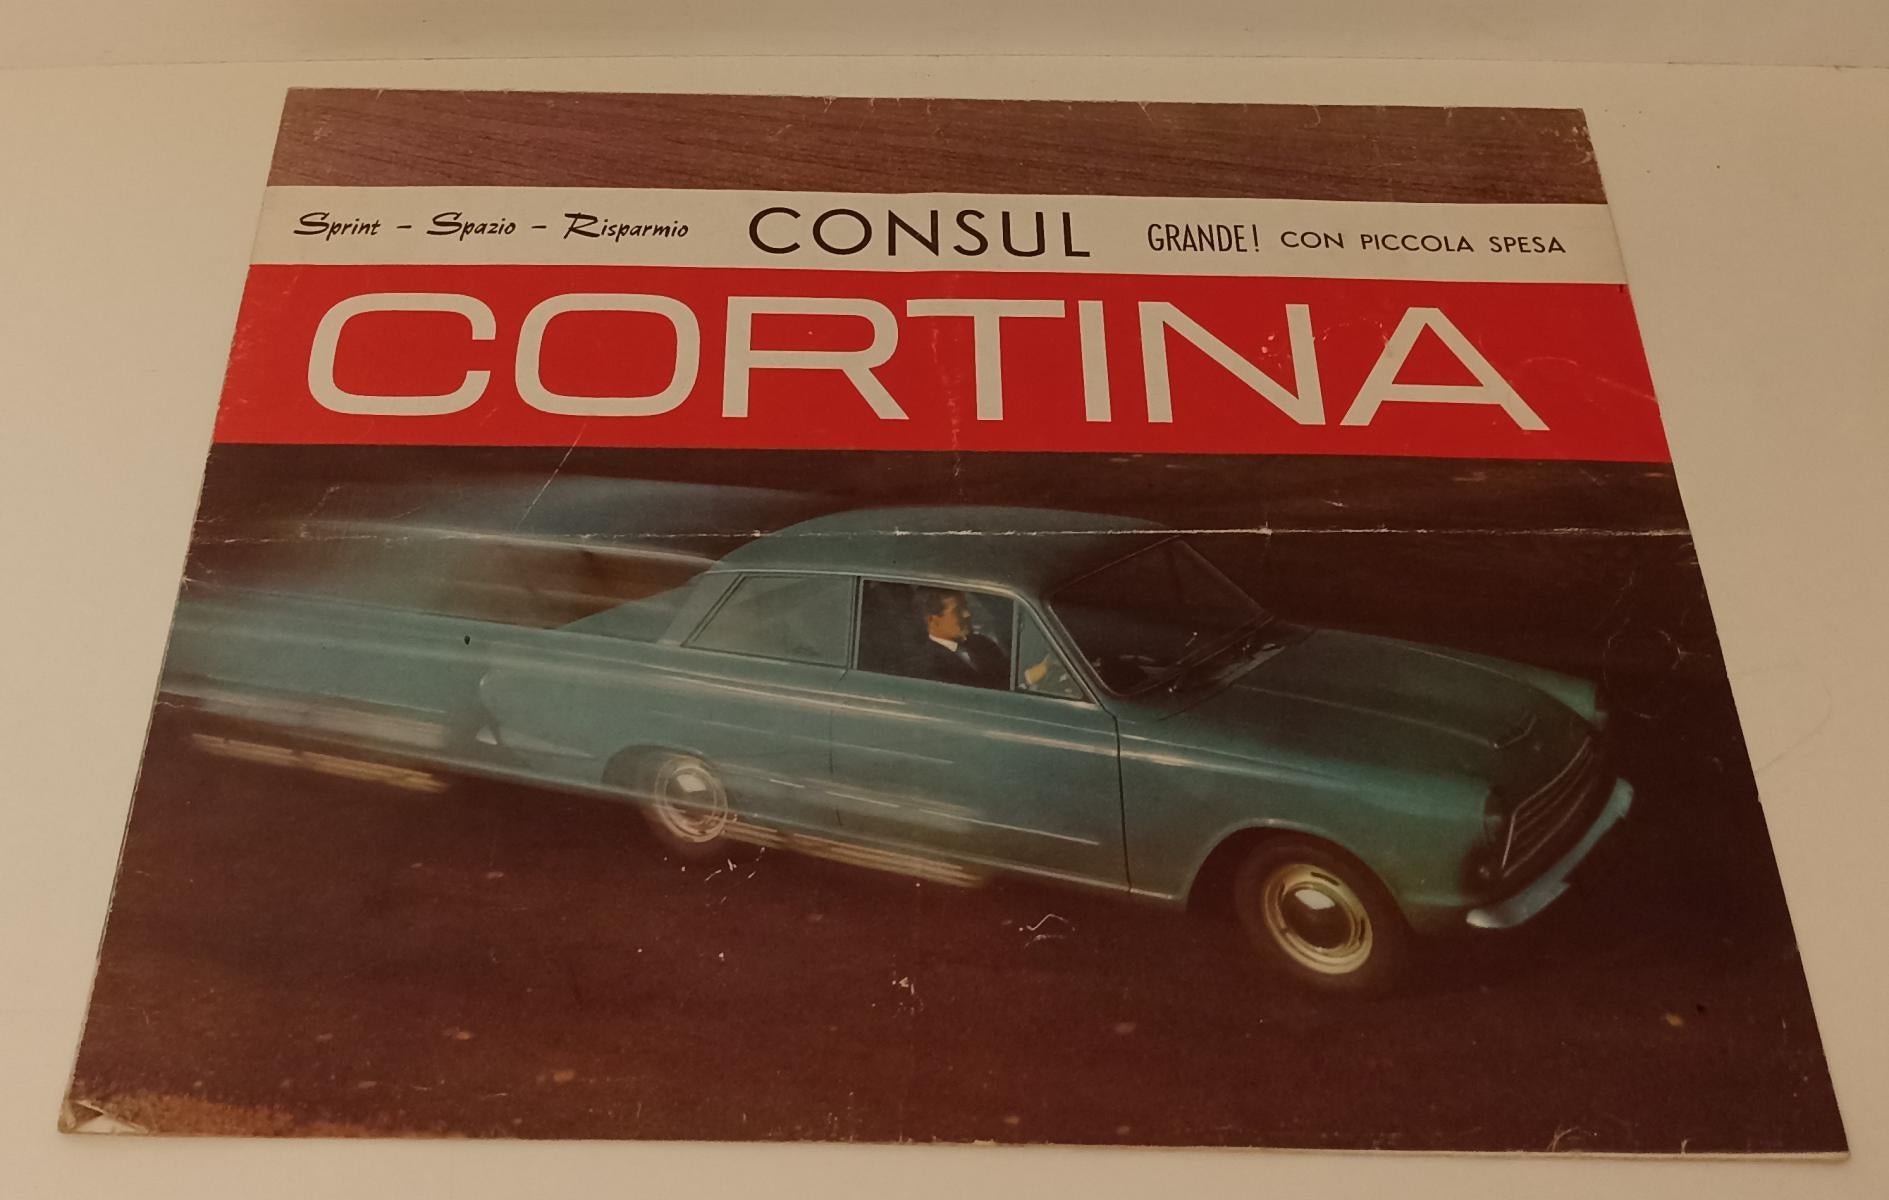 Sprint - Spazio - Risparmio CONSUL GRANDE! CON PICCOLA SPESA
CORTINA